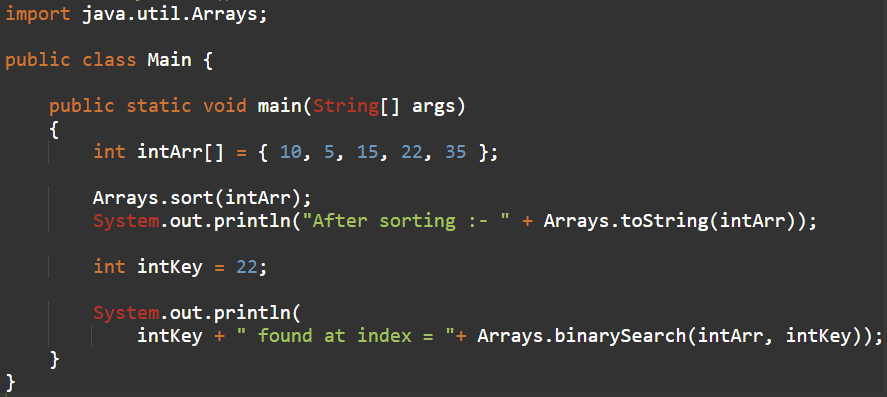 import java.util.Arrays;
public class Main {
public static void main(String[] args)
{
int intArr[] = { 10, 5, 15, 22, 35 };
Arrays.sort(intArr);
System.out.println("After sorting :- " + Arrays.toString(intArr));
int intKey = 22;
System.out.println(
intKey + " found at index = "+ Arrays.binarySearch(intArr, intKey));
}
}